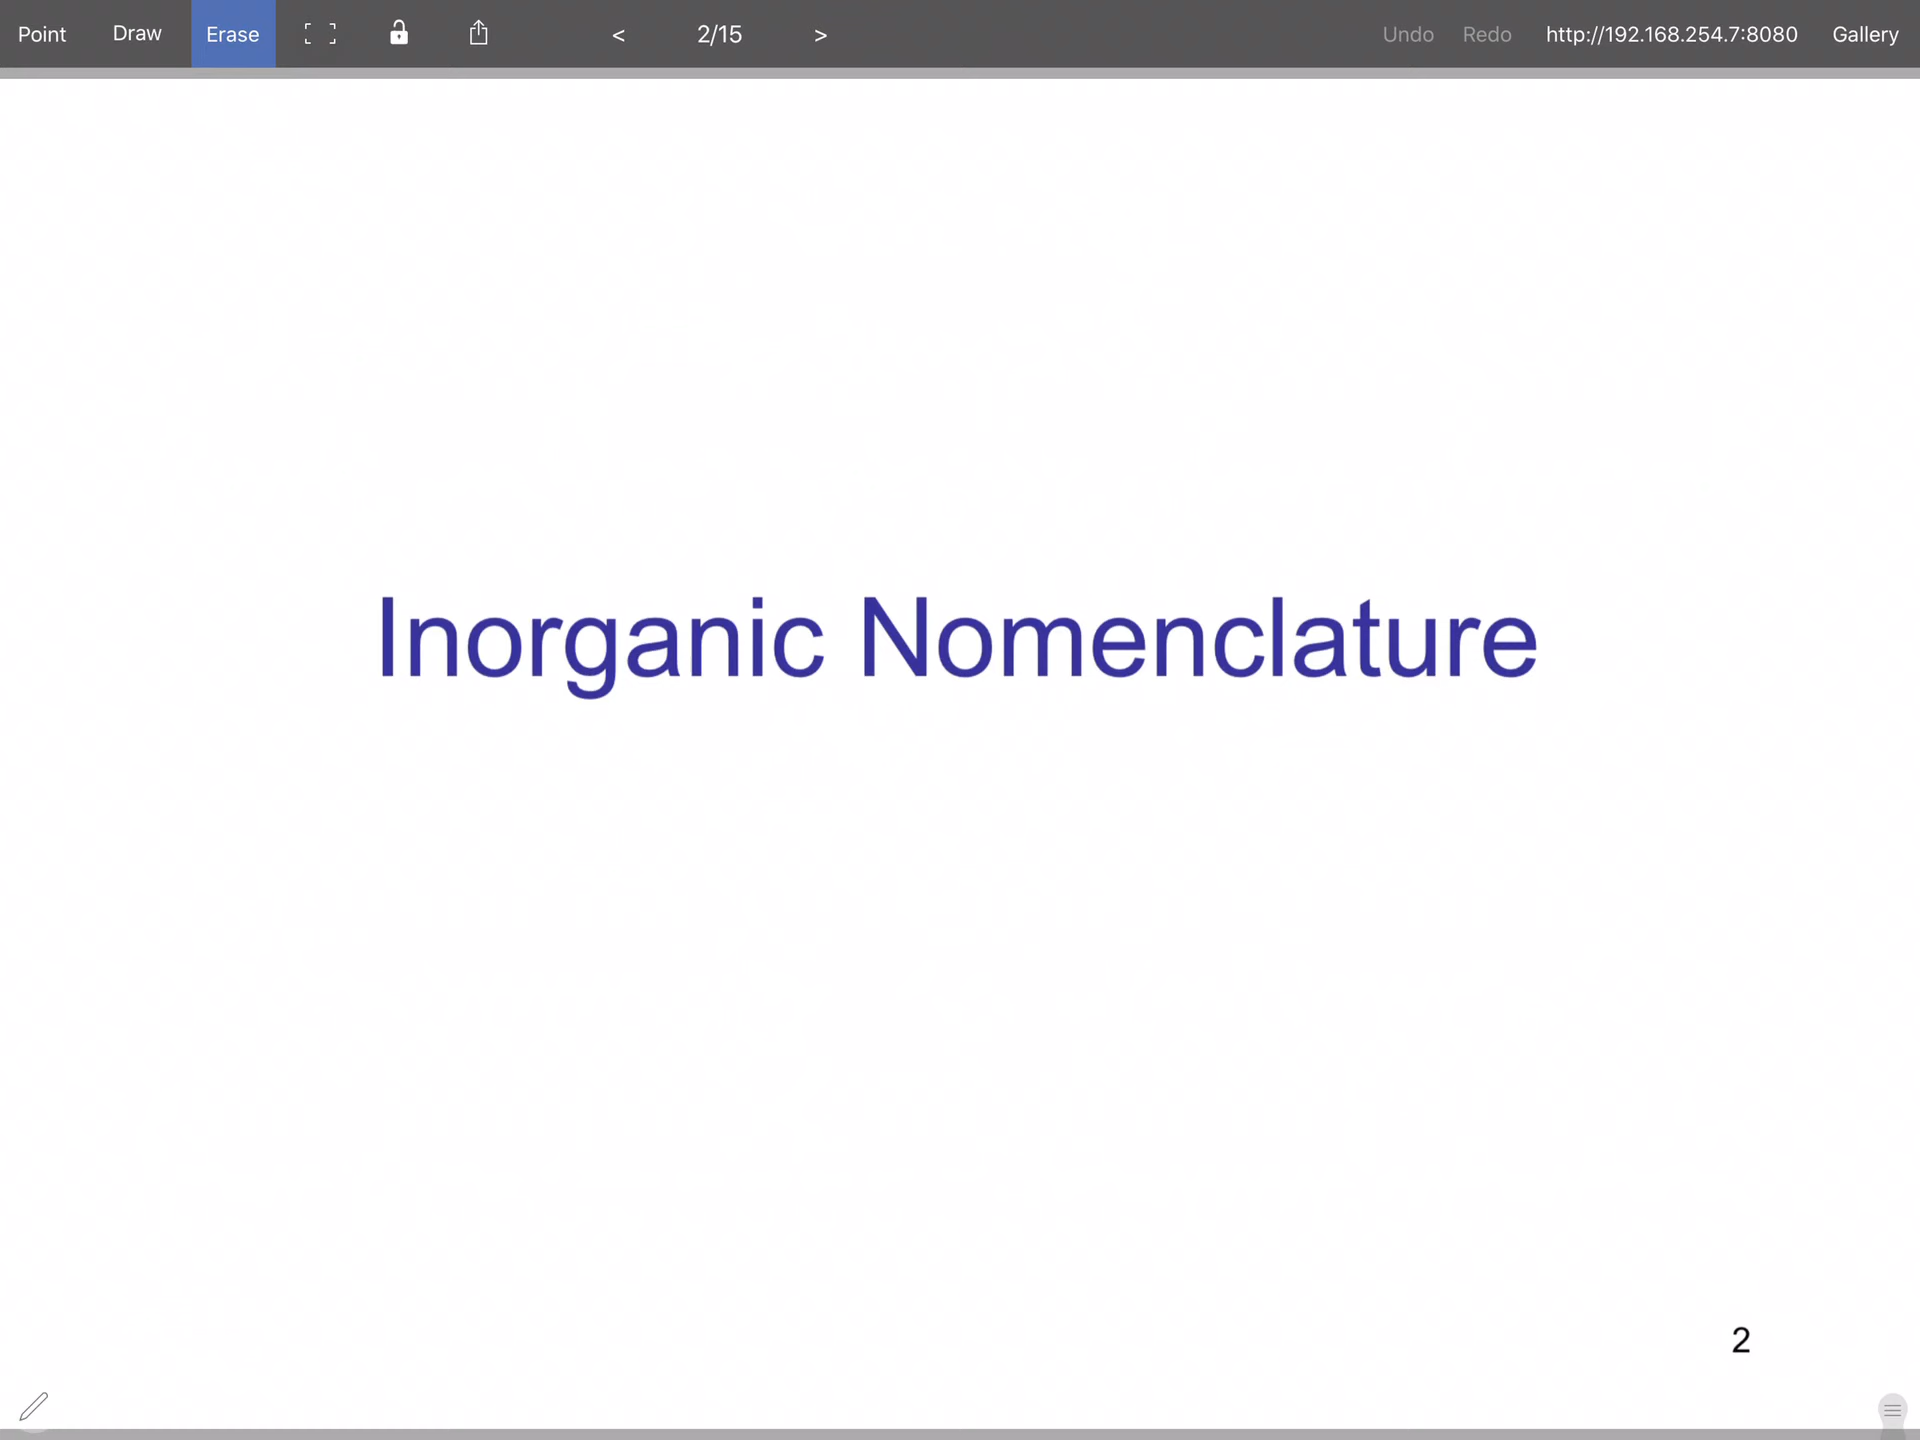 Point Draw Erase < 2/15 > Undo Redo http://192.168.254.7:8080 Gallery
Inorganic Nomenclature
2